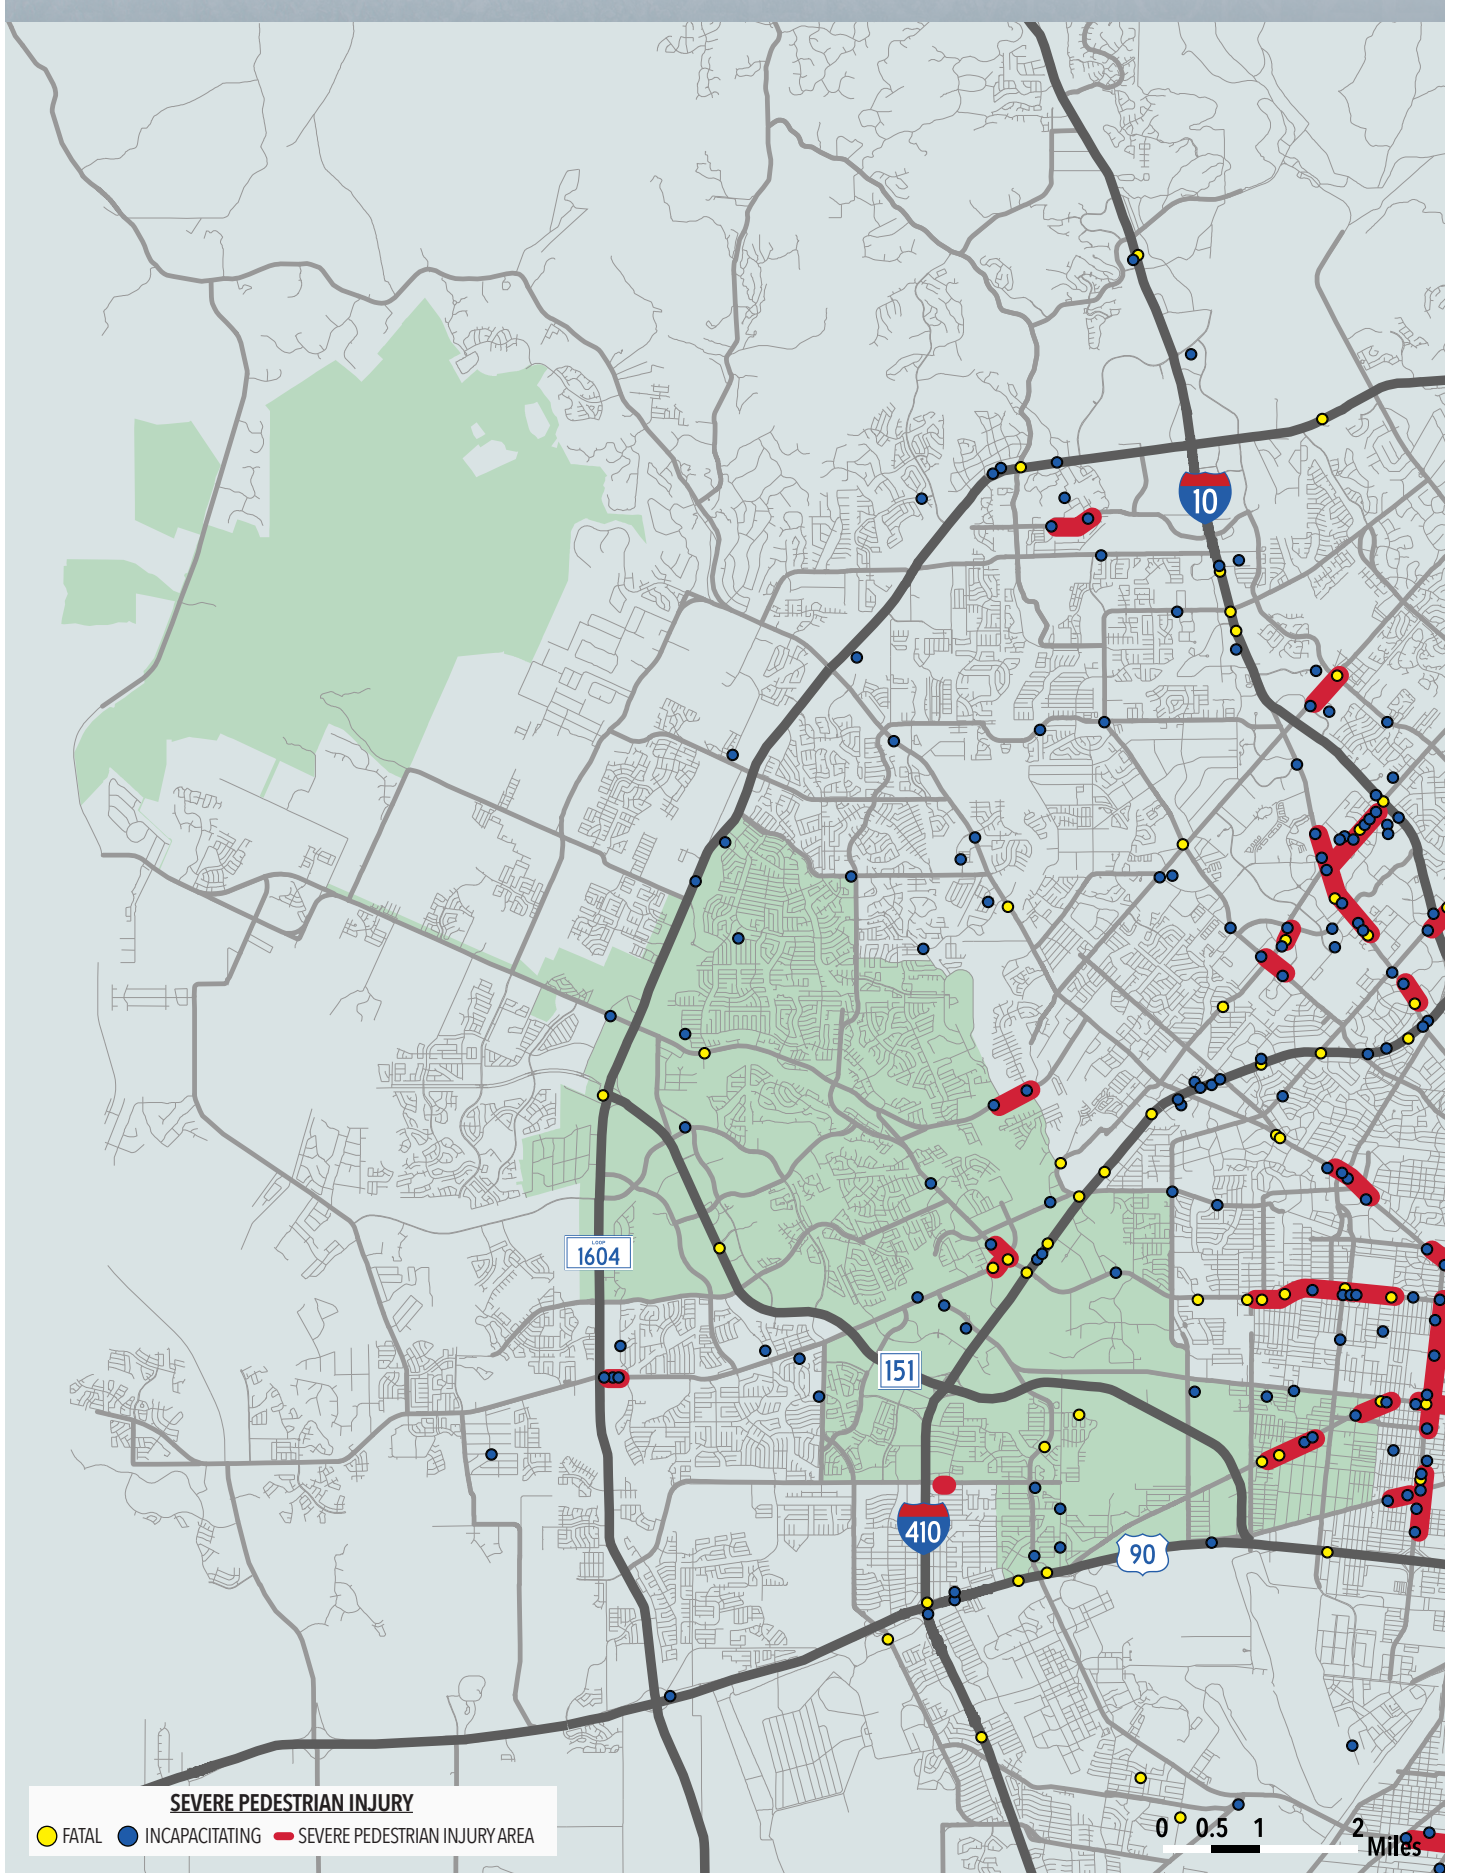 10
LOOP
1604
151
410
90
SEVERE PEDESTRIAN INJURY
FATAL INCAPACITATING SEVERE PEDESTRIAN INJURY AREA
0 0.5 1 2
Miles